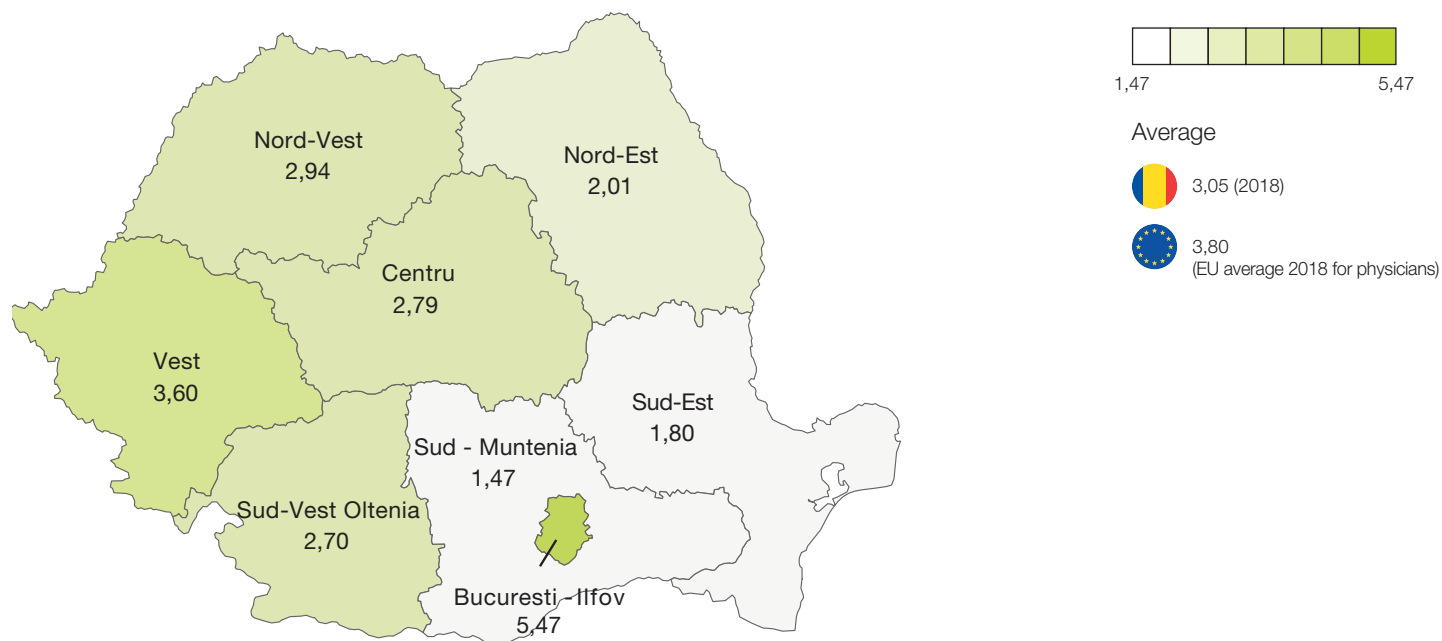 Nord-Vest
2,94
Nord-Est
2,01
Centru
2,79
Vest
3,60
Sud-Est
1,80
Sud - Muntenia
1,47
Sud-Vest Oltenia
2,70
Bucuresti -Ilfov
5,47
1,47
5,47
Average
3,05 (2018)
3,80
(EU average 2018 for physicians)